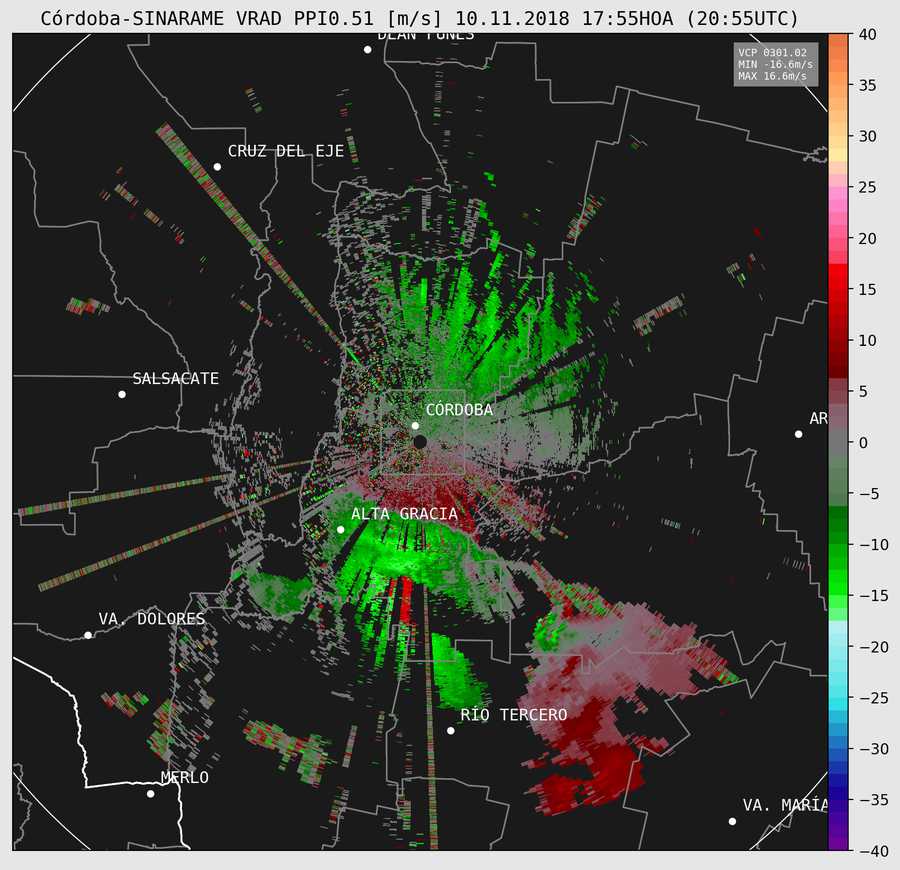 Córdoba-SINARAME VRAD PPI0.51 [m/s] 10.11.2018 17:55HOA (20:55UTC)
DEAN FUNES
VCP 0301.02
MIN -16.6m/s
MAX 16.6m/s
CRUZ DEL EJE
SALSACATE
CÓRDOBA
AR
ALTA GRACIA
VA. DOLORES
RÍO TERCERO
MERLO
VA. MARÍA
40
35
30
25
20
15
10
5
0
−5
−10
−15
−20
−25
−30
−35
−40